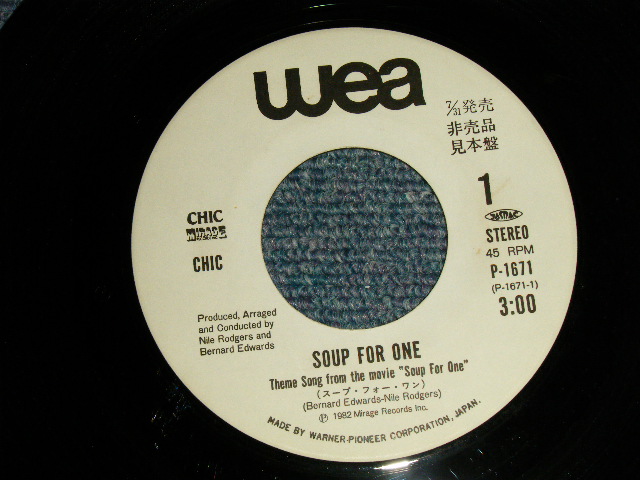 wea
7/31発売
非売品
見本盤
1
JASRAC
CHIC
MIRAGE
CHIC
STEREO
45 RPM
P-1671
(P-1671-1)
3:00
Produced, Arraged
and Conducted by
Nile Rodgers and
Bernard Edwards
SOUP FOR ONE
Theme Song from the movie "Soup For One"
(スープ・フォー・ワン)
(Bernard Edwards-Nile Rodgers)
Ⓟ 1982 Mirage Records Inc.
MADE BY WARNER-PIONEER CORPORATION, JAPAN.